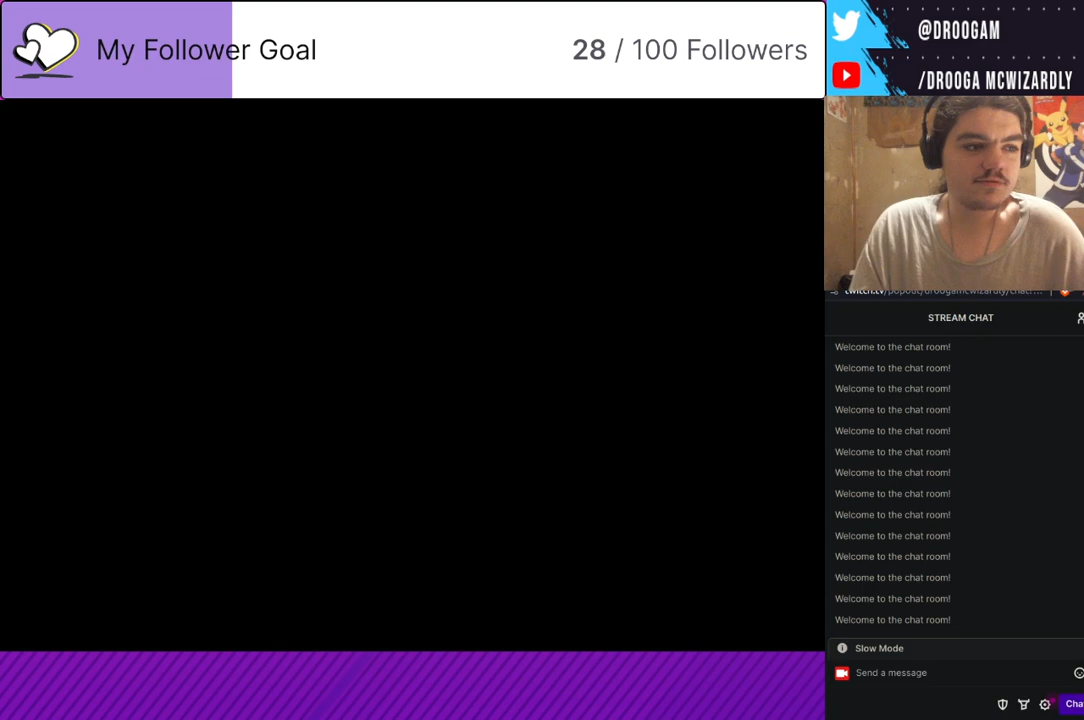 My Follower Goal
28 / 100 Followers
@DROOGAM
/DROOGA MCWIZARDLY
STREAM CHAT
Welcome to the chat room!
Welcome to the chat room!
Welcome to the chat room!
Welcome to the chat room!
Welcome to the chat room!
Welcome to the chat room!
Welcome to the chat room!
Welcome to the chat room!
Welcome to the chat room!
Welcome to the chat room!
Welcome to the chat room!
Welcome to the chat room!
Welcome to the chat room!
Welcome to the chat room!
Slow Mode
Send a message
Cha